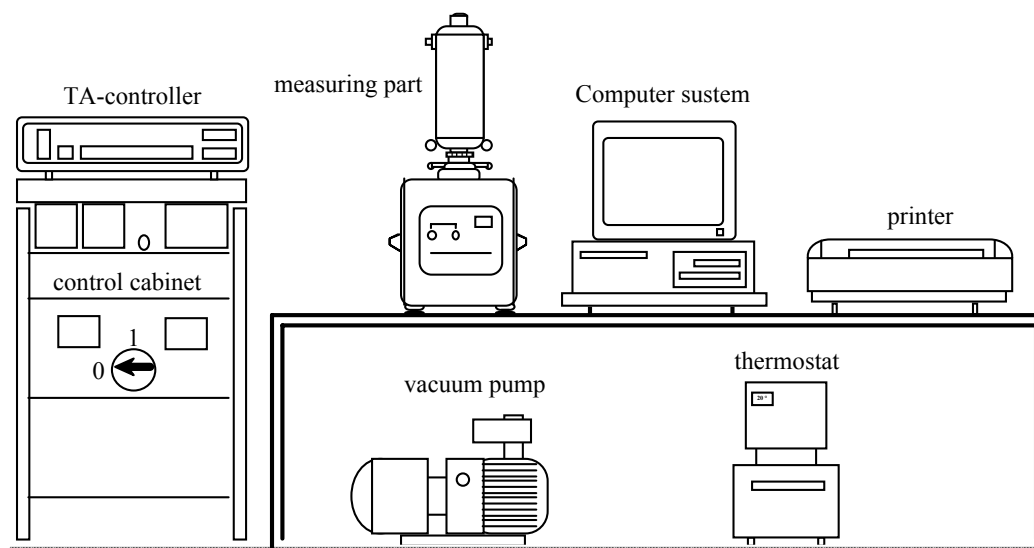 TA-controller
measuring part
Computer sustem
printer
control cabinet
1
0
vacuum pump
thermostat
20 °